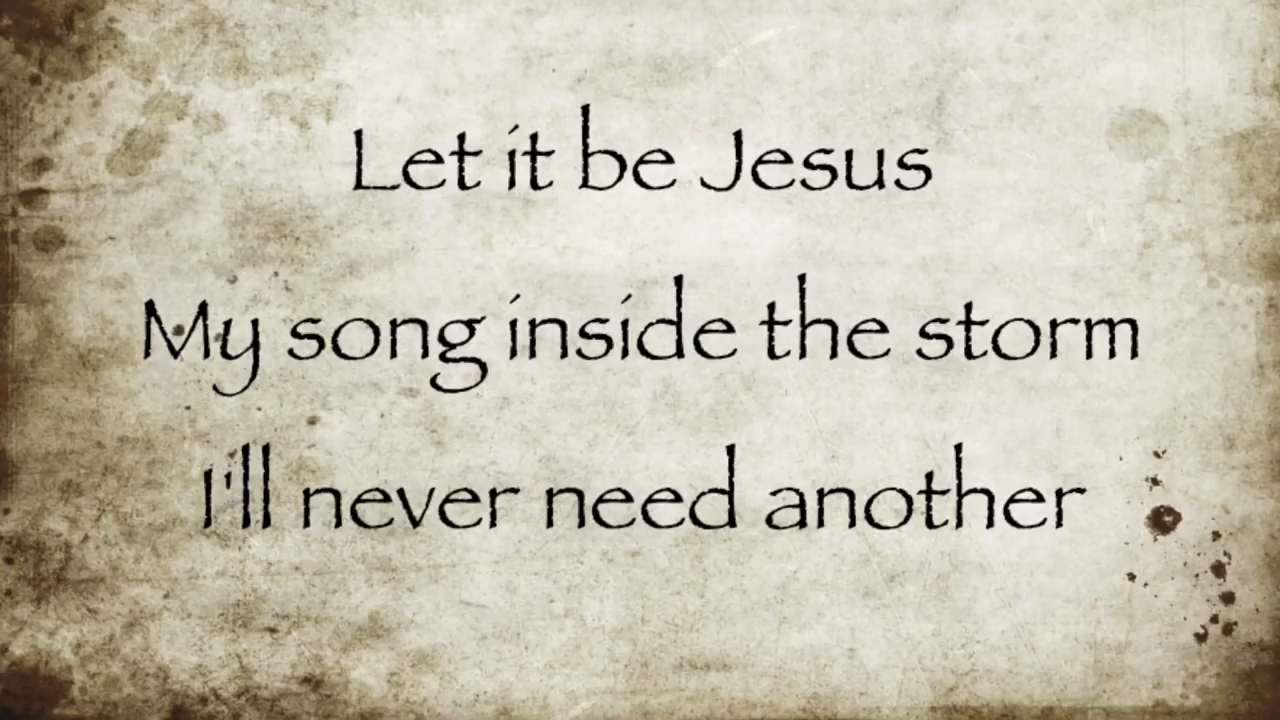 Let it be Jesus
My song inside the storm
I'll never need another